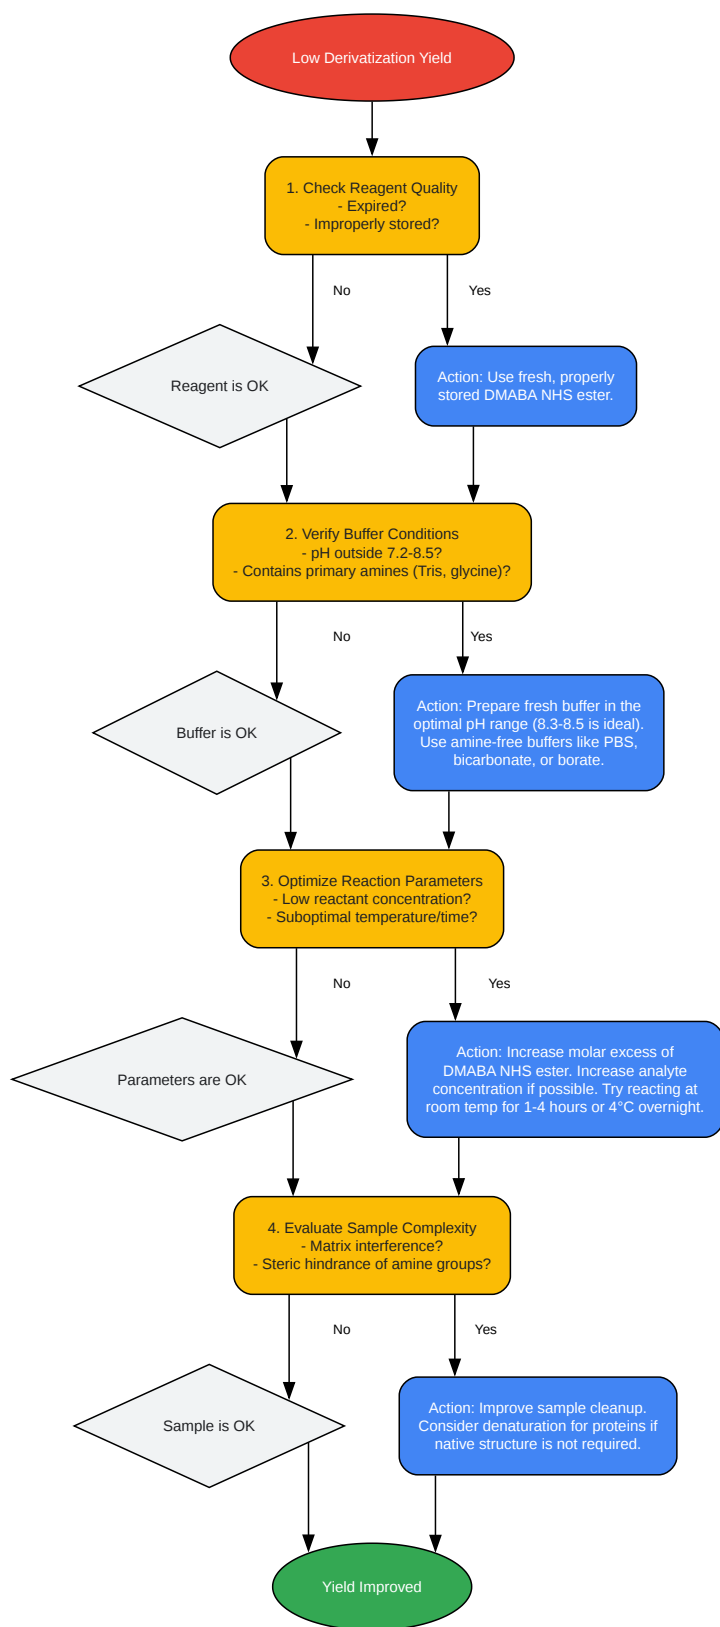 Low Derivatization Yield
1. Check Reagent Quality
- Expired?
- Improperly stored?
No
Yes
Reagent is OK
Action: Use fresh, properly
stored DMABA NHS ester.
2. Verify Buffer Conditions
- pH outside 7.2-8.5?
- Contains primary amines (Tris, glycine)?
No
Yes
Buffer is OK
Action: Prepare fresh buffer in the
optimal pH range (8.3-8.5 is ideal).
Use amine-free buffers like PBS,
bicarbonate, or borate.
3. Optimize Reaction Parameters
- Low reactant concentration?
- Suboptimal temperature/time?
No
Yes
Parameters are OK
Action: Increase molar excess of
DMABA NHS ester. Increase analyte
concentration if possible. Try reacting at
room temp for 1-4 hours or 4°C overnight.
4. Evaluate Sample Complexity
- Matrix interference?
- Steric hindrance of amine groups?
No
Yes
Sample is OK
Action: Improve sample cleanup.
Consider denaturation for proteins if
native structure is not required.
Yield Improved